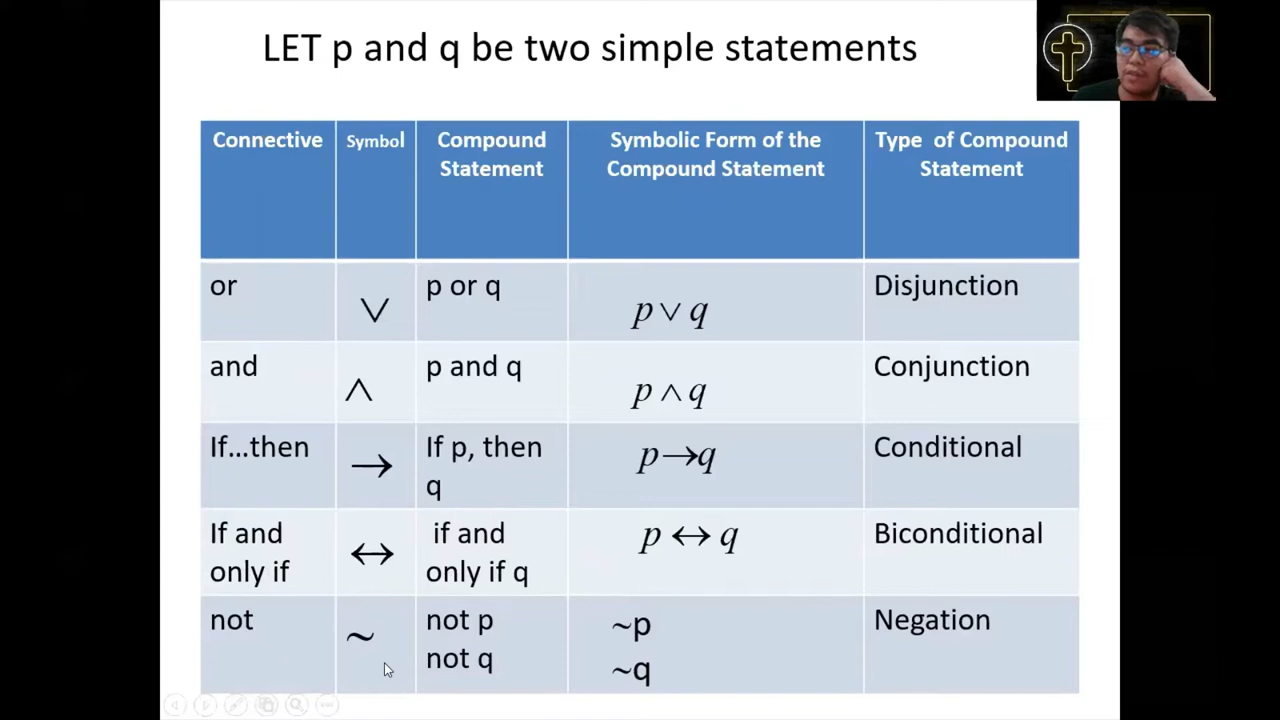 LET p and q be two simple statements
Connective
Symbol
Compound
Statement
Symbolic Form of the
Compound Statement
Type of Compound
Statement
or
∨
p or q
p ∨ q
Disjunction
and
∧
p and q
p ∧ q
Conjunction
If...then
→
If p, then
q
p→q
Conditional
If and
only if
↔
if and
only if q
p ↔ q
Biconditional
not
~
not p
not q
~p
~q
Negation